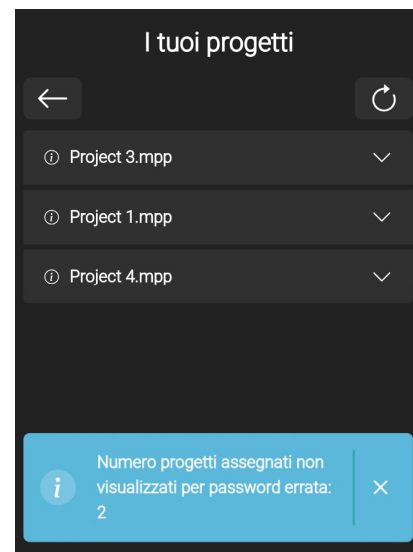 I tuoi progetti
Project 3.mpp
Project 1.mpp
Project 4.mpp
Numero progetti assegnati non
visualizzati per password errata:
2